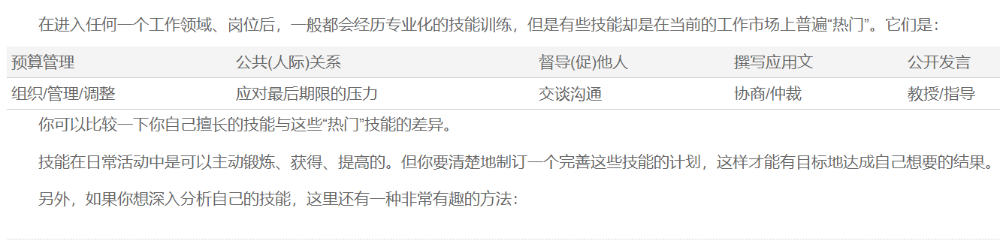 在进入任何一个工作领域、岗位后，一般都会经历专业化的技能训练，但是有些技能却是在当前的工作市场上普遍“热门”。它们是：
预算管理 公共(人际)关系 督导(促)他人 撰写应用文 公开发言
组织/管理/调整 应对最后期限的压力 交谈沟通 协商/仲裁 教授/指导
你可以比较一下你自己擅长的技能与这些“热门”技能的差异。
技能在日常活动中是可以主动锻炼、获得、提高的。但你要清楚地制订一个完善这些技能的计划，这样才能有目标地达成自己想要的结果。
另外，如果你想深入分析自己的技能，这里还有一种非常有趣的方法：